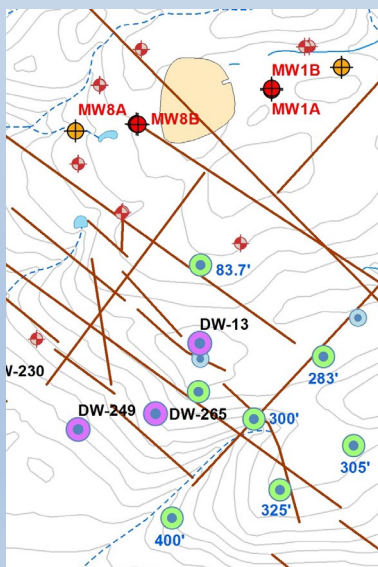 MW1B
MW8A
MW8B
MW1A
83.7'
DW-13
W-230
283'
DW-249
DW-265
300'
305'
325'
400'